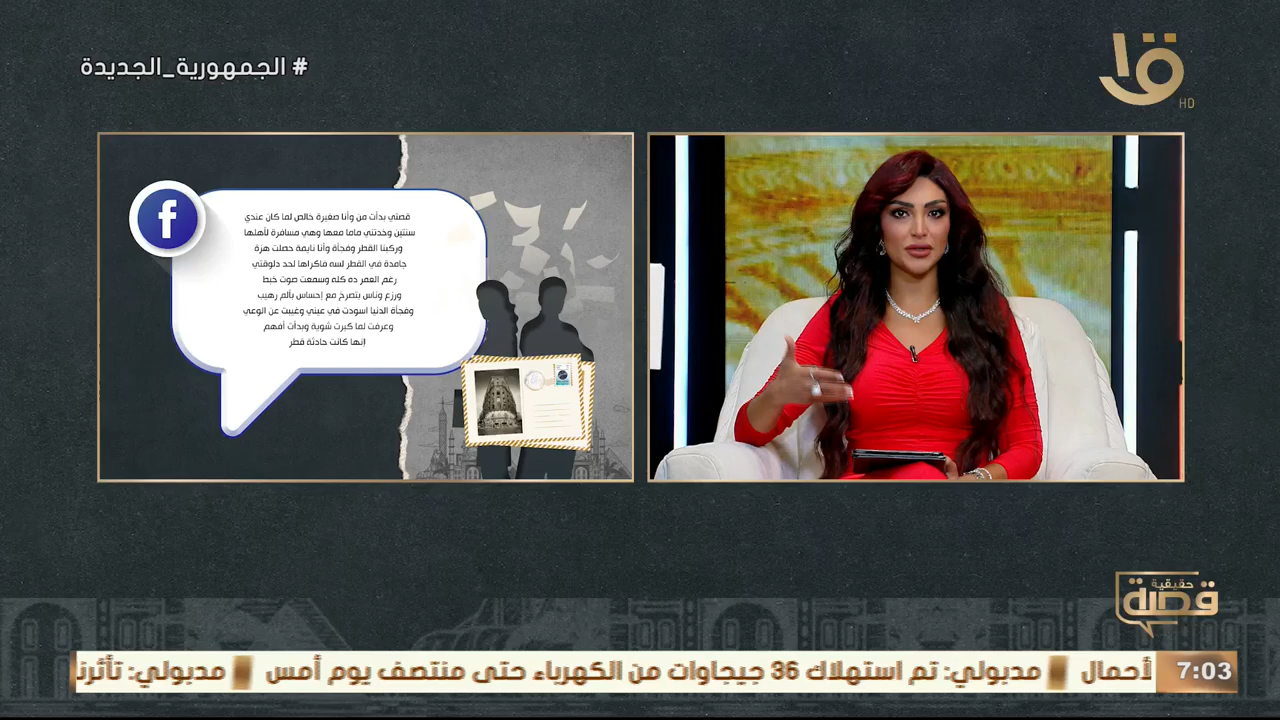 # الجمهورية_الجديدة
HD
f
قصتي بدأت من وأنا صغيرة خالص لما كان عندي
سنتين وخدتني ماما معها وهي مسافرة لأهلها
وركبنا القطر وفجأة وأنا نايمة حصلت هزة
جامدة في القطر لسه فاكراها لحد دلوقتي
رغم العمر ده كله وسمعت صوت خبط
ورزع وناس بتصرخ مع إحساس بألم رهيب
وفجأة الدنيا اسودت في عيني وغيبت عن الوعي
وعرفت لما كبرت شوية وبدأت أفهم
إنها كانت حادثة قطر
قصة
حقيقية
7:03
لأحمال
مدبولي: تم استهلاك 36 جيجاوات من الكهرباء حتى منتصف يوم أمس
مدبولي: